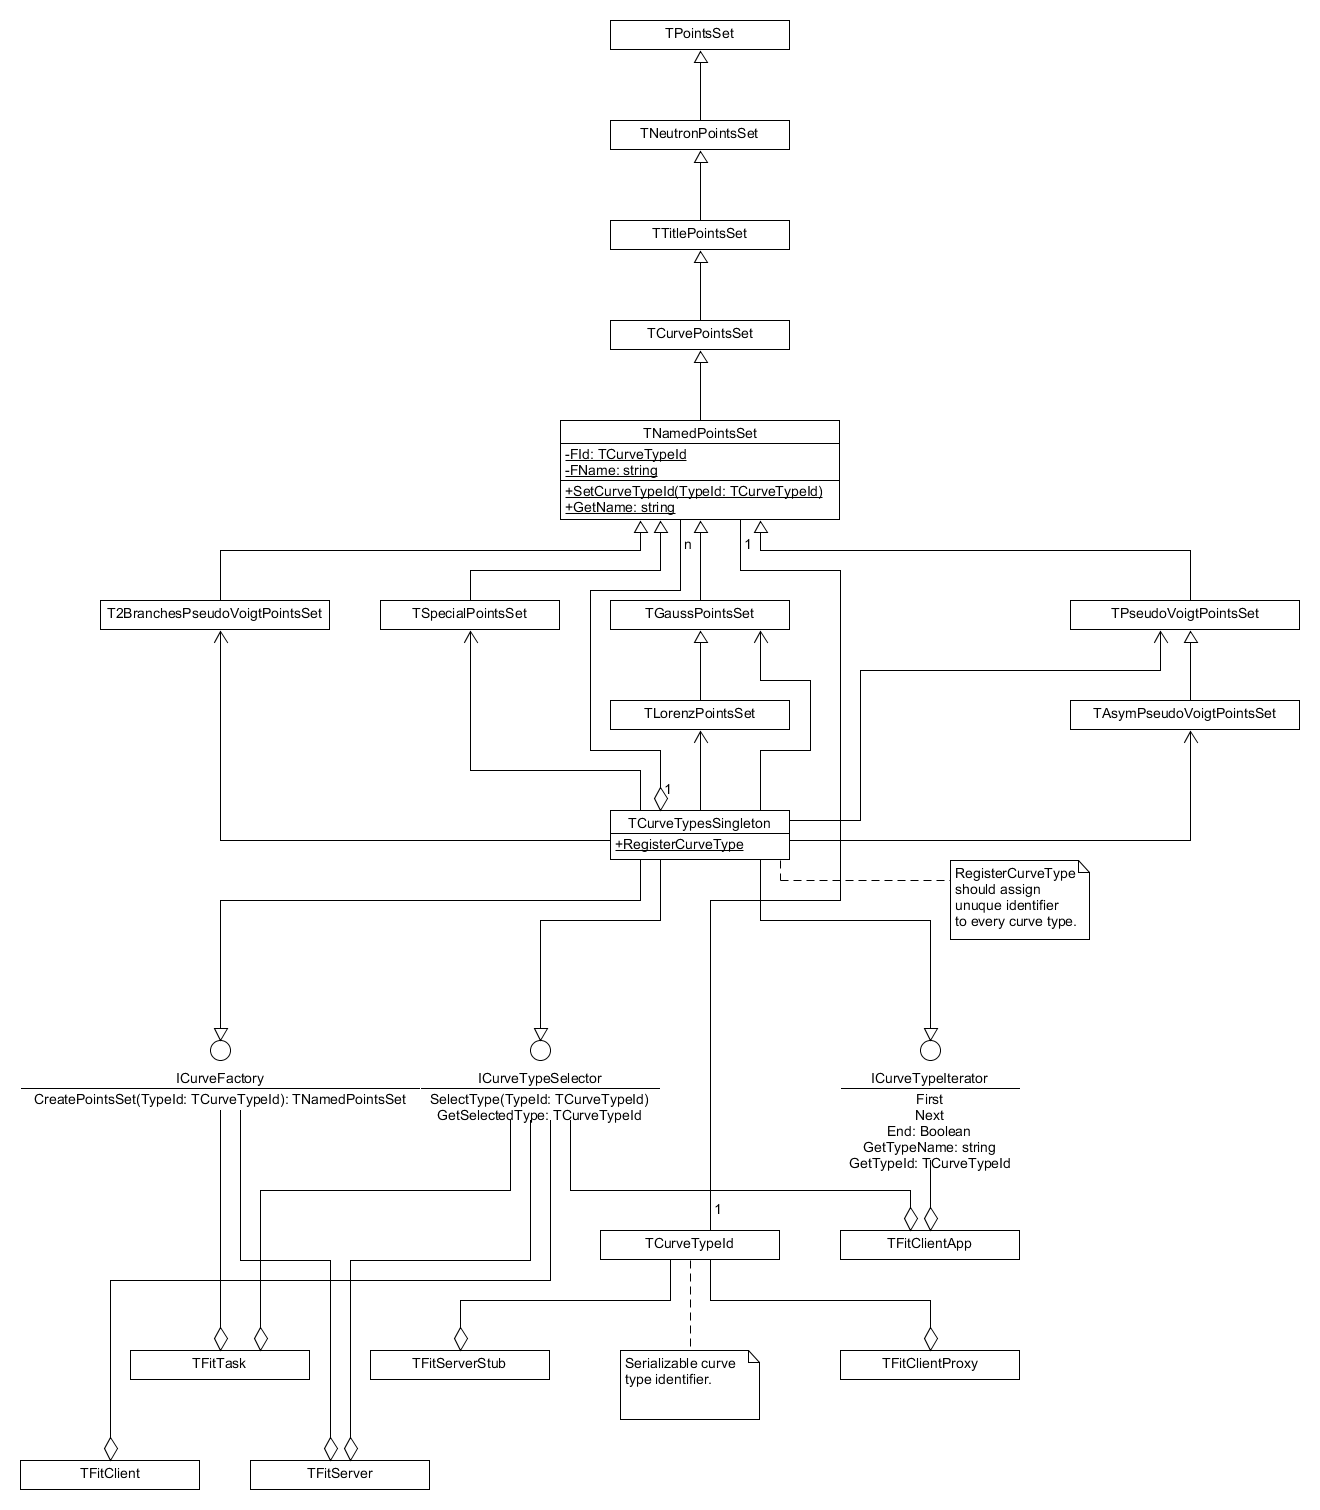 TPointsSet
TNeutronPointsSet
TTitlePointsSet
TCurvePointsSet
TNamedPointsSet
-FId: TCurveTypeId
-FName: string
+SetCurveTypeId(TypeId: TCurveTypeId)
+GetName: string
n
1
T2BranchesPseudoVoigtPointsSet
TSpecialPointsSet
TGaussPointsSet
TPseudoVoigtPointsSet
TLorenzPointsSet
TAsymPseudoVoigtPointsSet
1
TCurveTypesSingleton
+RegisterCurveType
RegisterCurveType
should assign
unuque identifier
to every curve type.
ICurveFactory
CreatePointsSet(TypeId: TCurveTypeId): TNamedPointsSet
ICurveTypeSelector
SelectType(TypeId: TCurveTypeId)
GetSelectedType: TCurveTypeId
ICurveTypeIterator
First
Next
End: Boolean
GetTypeName: string
GetTypeId: TCurveTypeId
1
TCurveTypeId
TFitClientApp
TFitTask
TFitServerStub
Serializable curve
type identifier.
TFitClientProxy
TFitClient
TFitServer